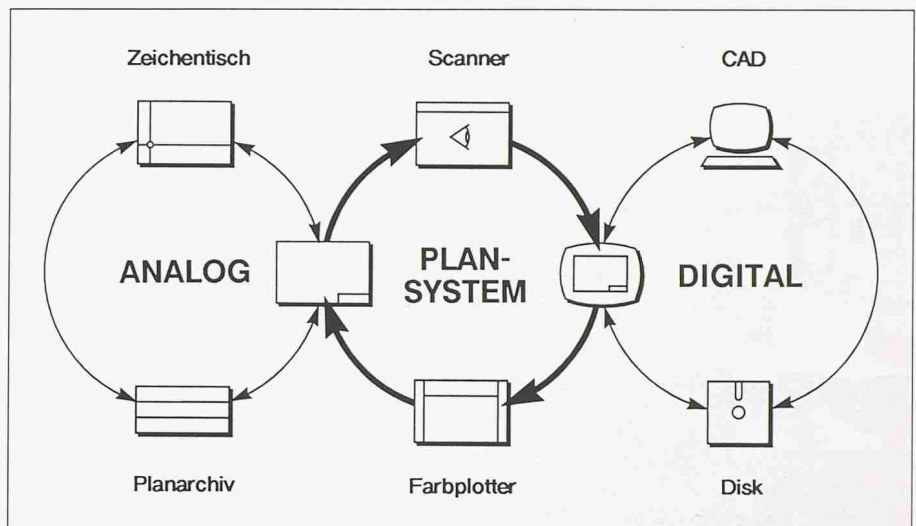 Zeichentisch
Scanner
CAD
ANALOG
PLAN-
SYSTEM
DIGITAL
Planarchiv
Farbplotter
Disk